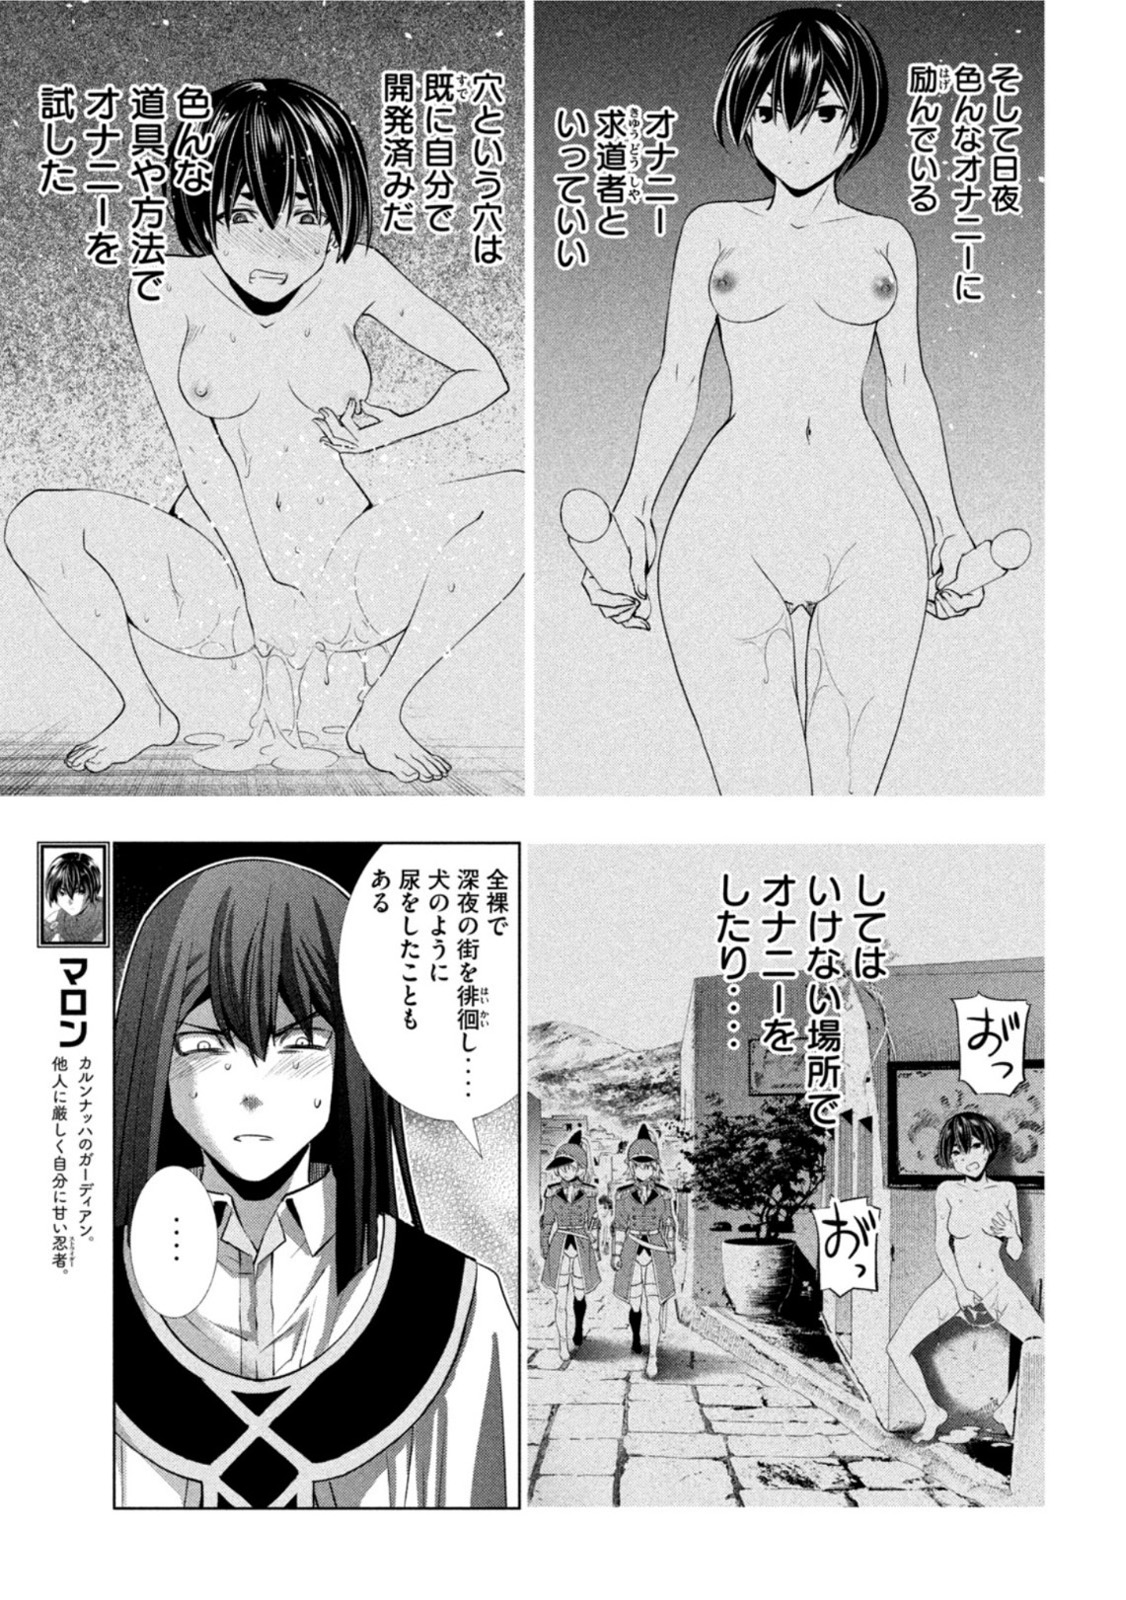 そして日夜
色んなオナニーに
励んでいる
オナニー
求道者と
いっていい
穴という穴は
既に自分で
開発済みだ
色んな
道具や方法で
オナニーを
試した
しては
いけない場所で
オナニーを
したり‥‥
おっ
おっ
全裸で
深夜の街を徘徊し‥‥
犬のように
尿をしたことも
ある
‥‥
マロン
カルンナッハのガーディアン。
他人に厳しく自分に甘い忍者。